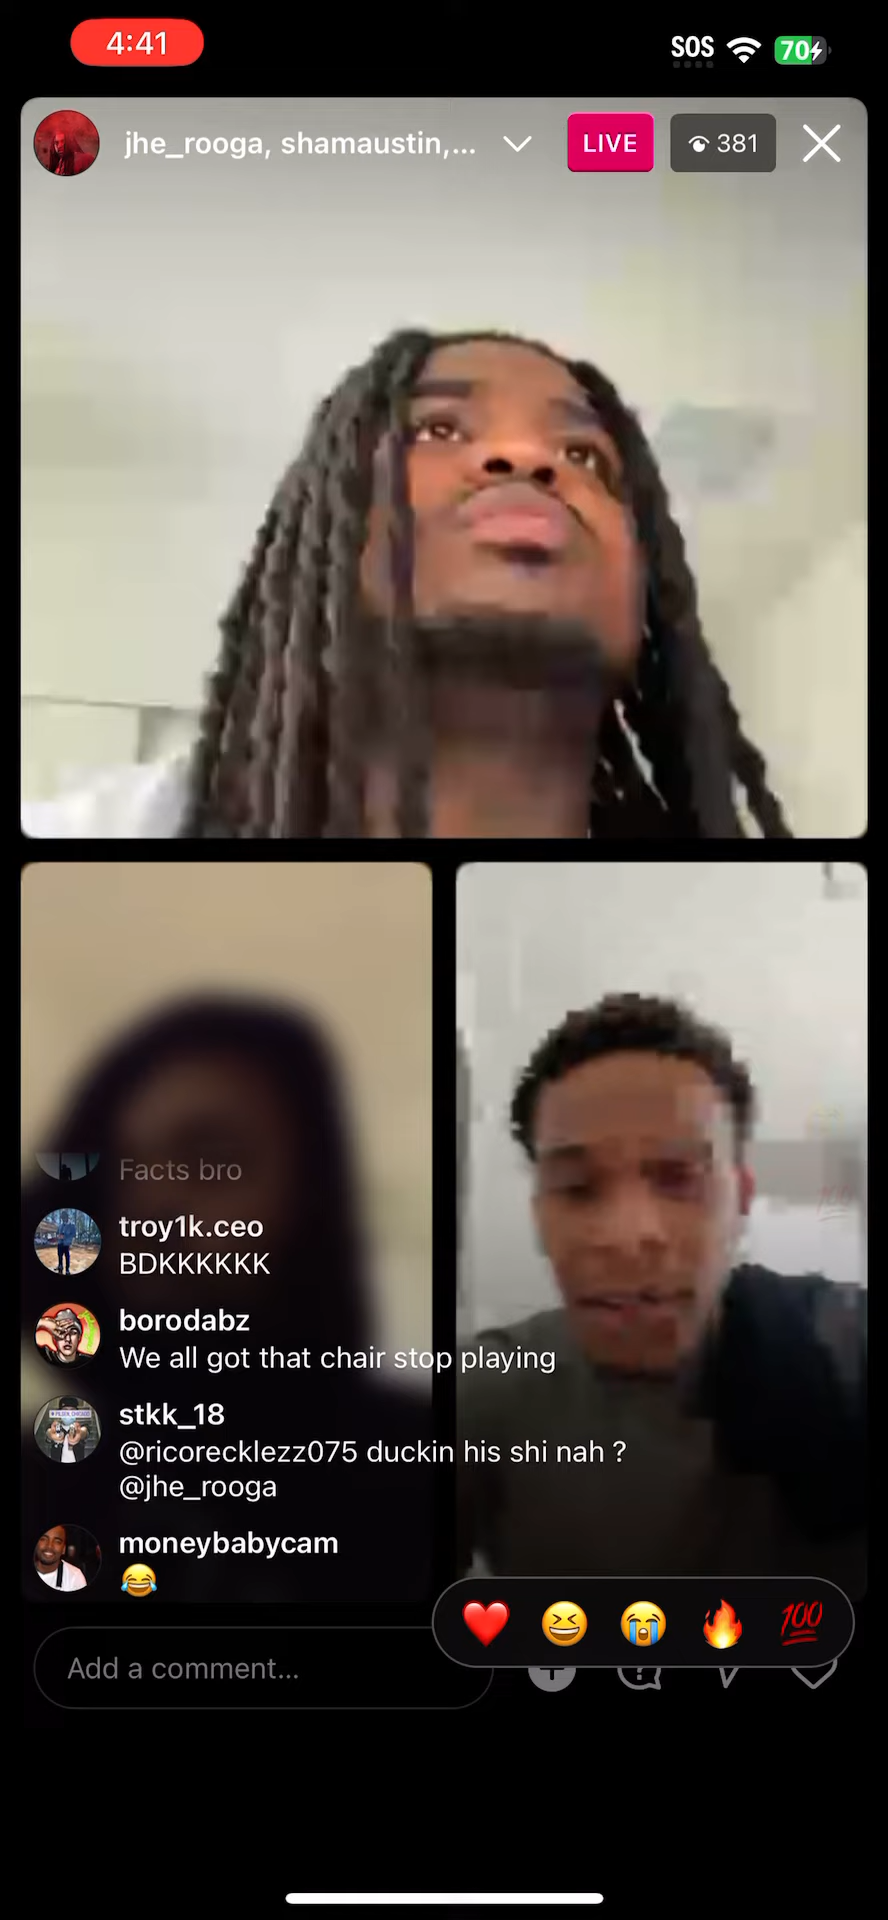 4:41
SOS
70
jhe_rooga, shamaustin,...
LIVE
381
Facts bro
troy1k.ceo
BDKKKKKK
borodabz
We all got that chair stop playing
stkk_18
@ricorecklezz075 duckin his shi nah ?
@jhe_rooga
moneybabycam
😂
❤️ 😆 😭 🔥 💯
Add a comment...